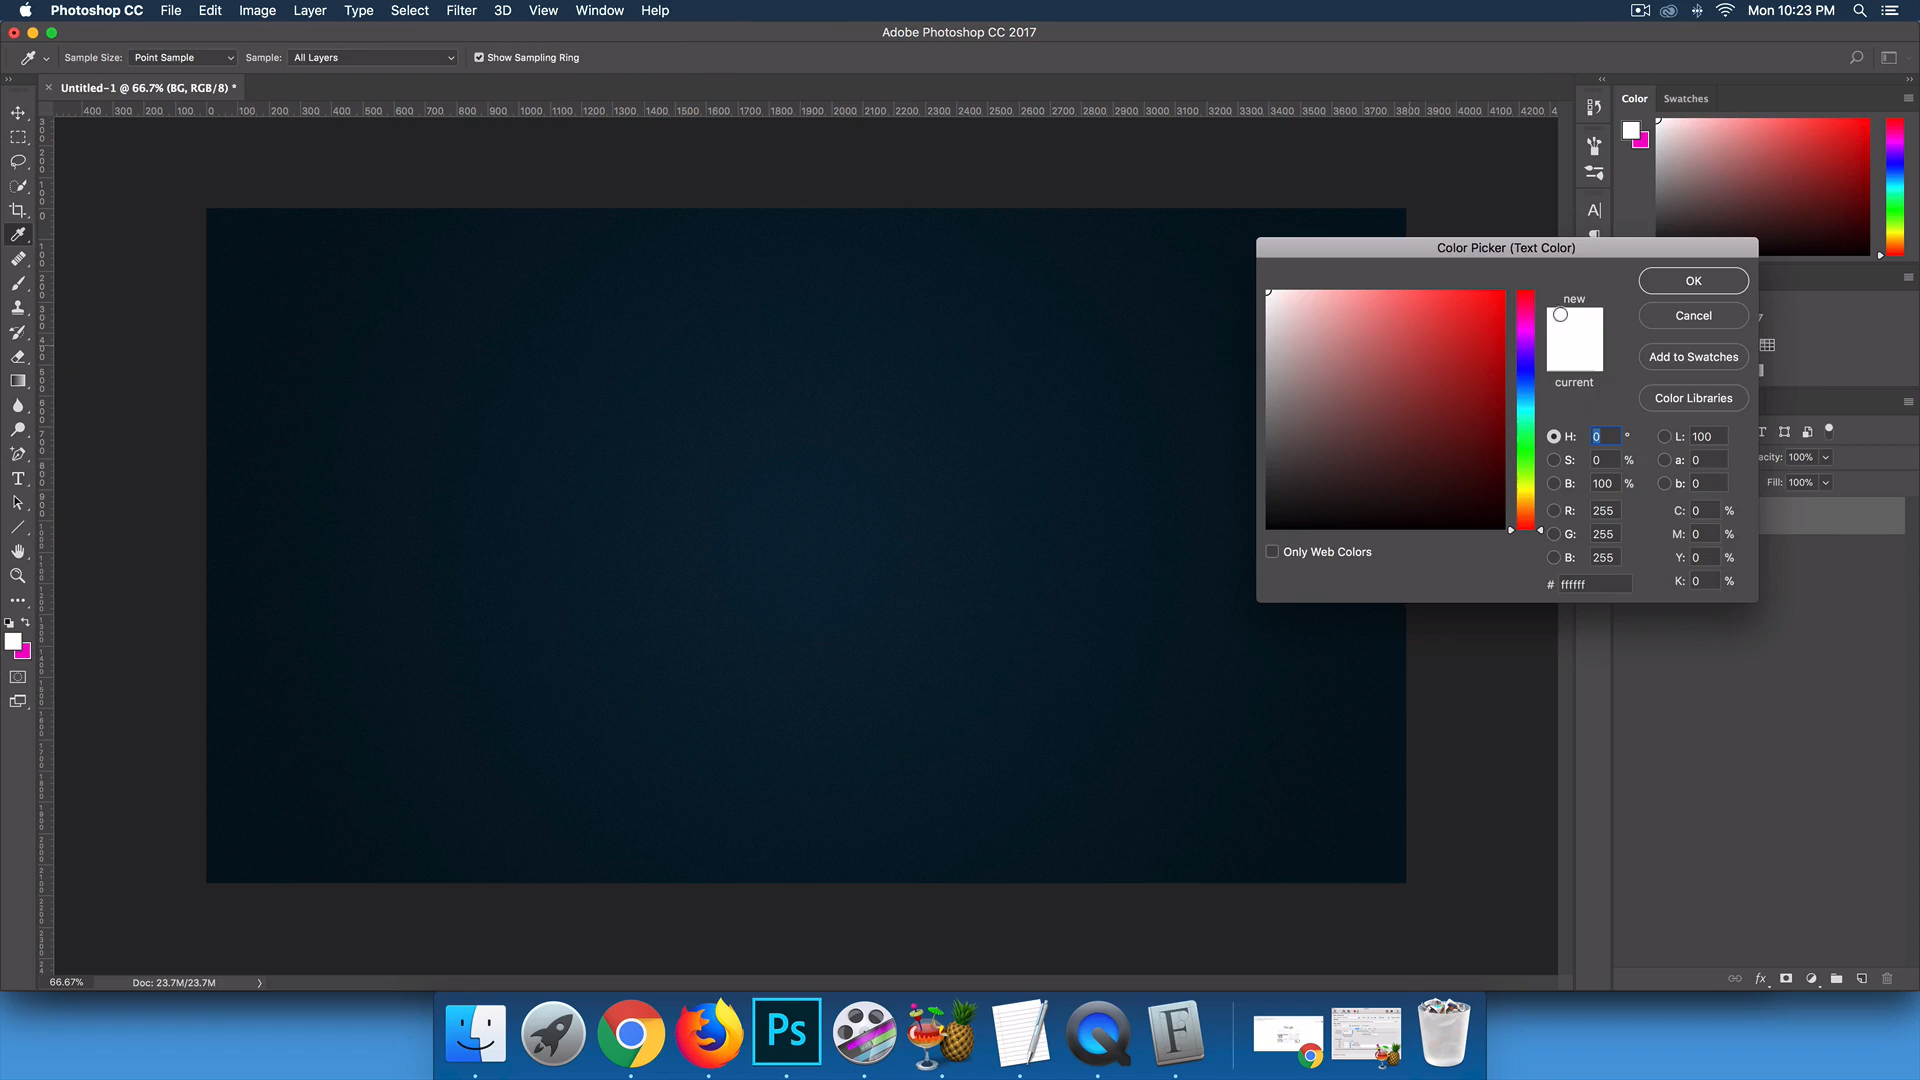 Photoshop CC File Edit Image Layer Type Select Filter 3D View Window Help Mon 10:23 PM
Adobe Photoshop CC 2017
Sample Size: Point Sample Sample: All Layers Show Sampling Ring
Untitled-1 @ 66.7% (BG, RGB/8) *
400 300 200 100 0 100 200 300 400 500 600 700 800 900 1000 1100 1200 1300 1400 1500 1600 1700 1800 1900 2000 2100 2200 2300 2400 2500 2600 2700 2800 2900 3000 3100 3200 3300 3400 3500 3600 3700 3800 3900 4000 4100 4200 4
Color Swatches
Color Picker (Text Color)
OK
new
Cancel
Add to Swatches
current
Color Libraries
H: 0 ° L: 100
S: 0 % a: 0
B: 100 % b: 0
R: 255 C: 0 %
G: 255 M: 0 %
B: 255 Y: 0 %
# ffffff K: 0 %
Only Web Colors
acity: 100%
Fill: 100%
66.67% Doc: 23.7M/23.7M
fx
Ps
F